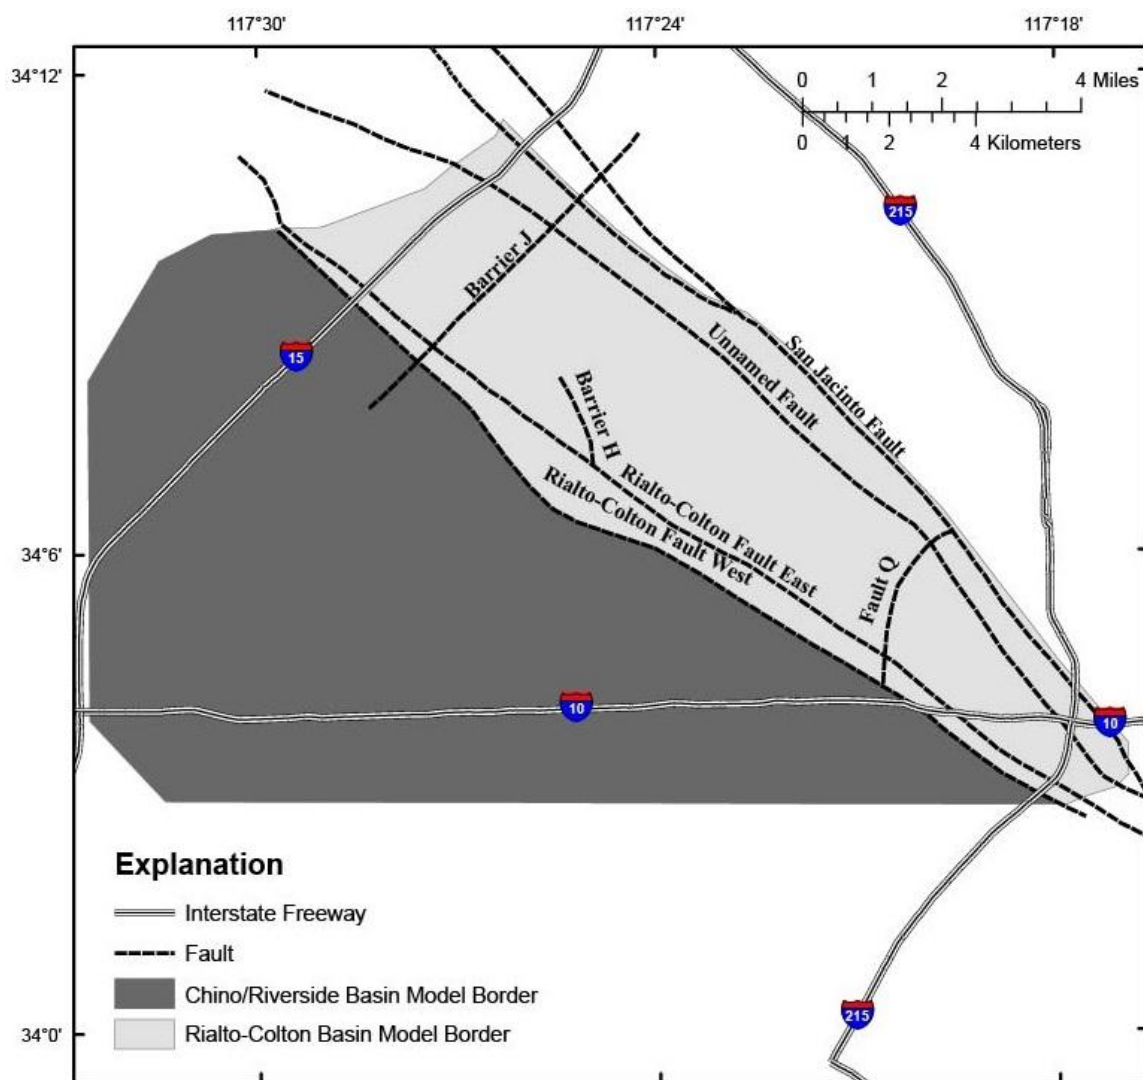 117°30' 117°24' 117°18'
34°12'
0 1 2 4 Miles
0 1 2 4 Kilometers
215
Barrier J
15
Unnamed Fault
San Jacinto Fault
Barrier H
Rialto-Colton Fault East
Rialto-Colton Fault West
34°6'
Fault Q
10
10
Explanation
Interstate Freeway
Fault
Chino/Riverside Basin Model Border
Rialto-Colton Basin Model Border
215
34°0'